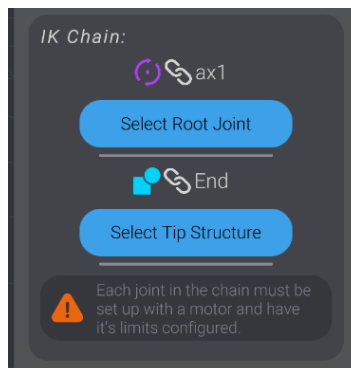 IK Chain:
ax1
Select Root Joint
End
Select Tip Structure
Each joint in the chain must be
set up with a motor and have
it's limits configured.